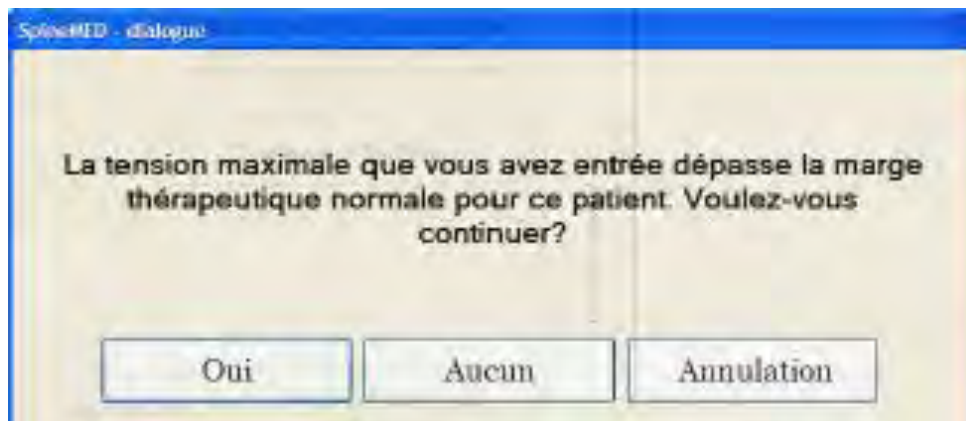 SpineMED - dialogue
La tension maximale que vous avez entrée dépasse la marge
thérapeutique normale pour ce patient. Voulez-vous
continuer?
Oui
Aucun
Annulation